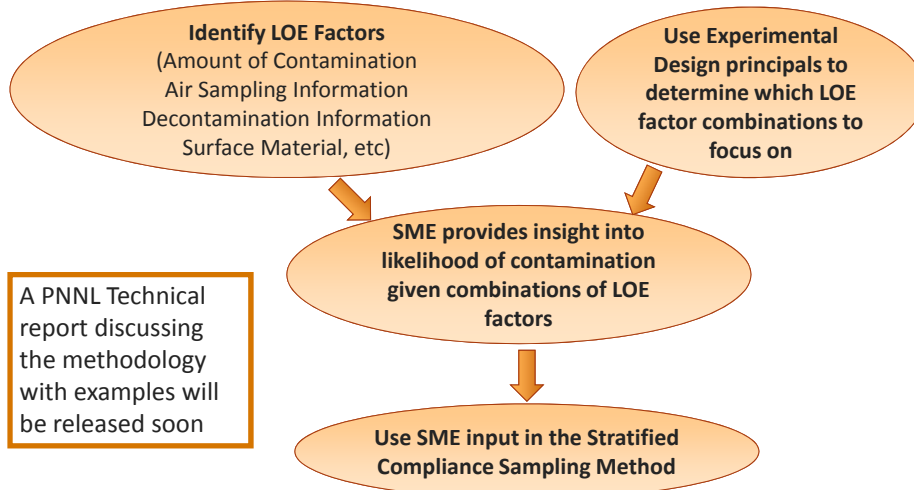 Identify LOE Factors
(Amount of Contamination
Air Sampling Information
Decontamination Information
Surface Material, etc)
Use Experimental
Design principals to
determine which LOE
factor combinations to
focus on
SME provides insight into
likelihood of contamination
given combinations of LOE
factors
A PNNL Technical
report discussing
the methodology
with examples will
be released soon
Use SME input in the Stratified
Compliance Sampling Method